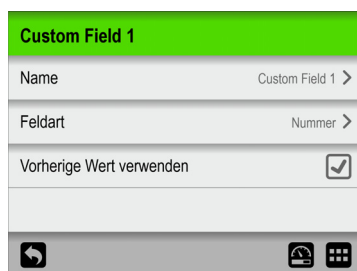 Custom Field 1
Name Custom Field 1
Feldart Nummer
Vorherige Wert verwenden